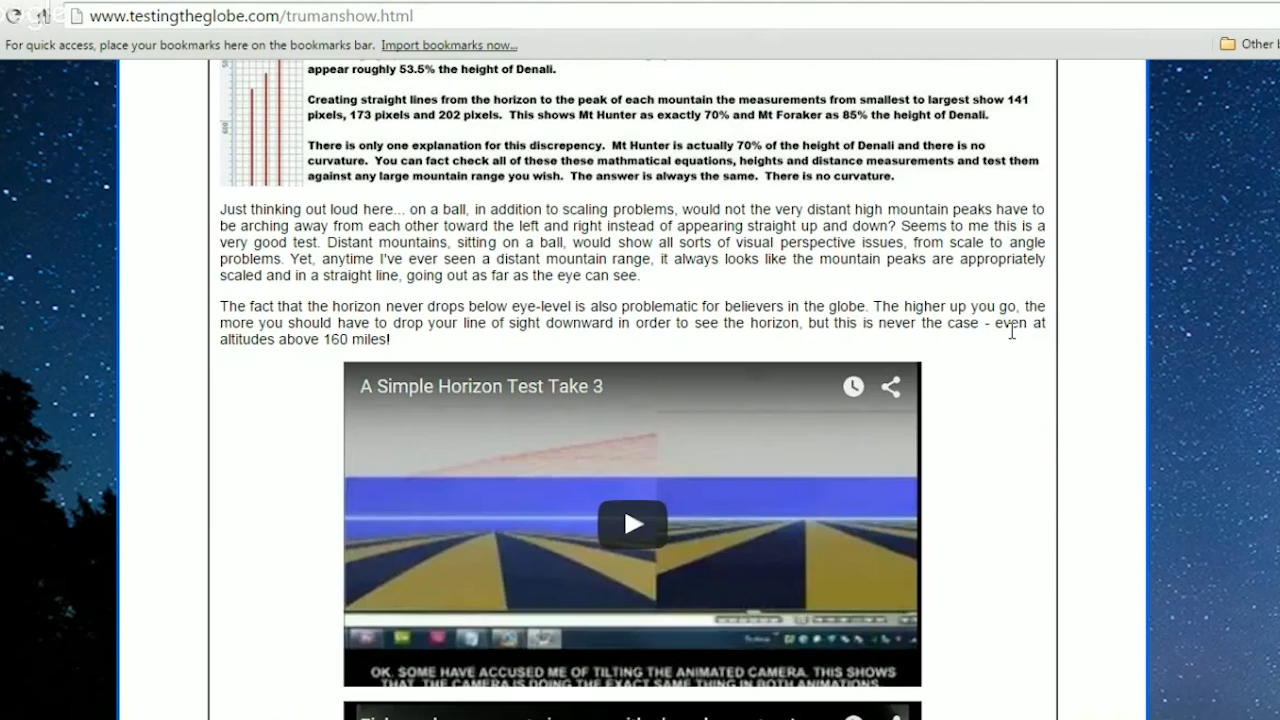 www.testingtheglobe.com/trumanshow.html
For quick access, place your bookmarks here on the bookmarks bar. Import bookmarks now...
Other
appear roughly 53.5% the height of Denali.
Creating straight lines from the horizon to the peak of each mountain the measurements from smallest to largest show 141
pixels, 173 pixels and 202 pixels. This shows Mt Hunter as exactly 70% and Mt Foraker as 85% the height of Denali.
There is only one explanation for this discrepency. Mt Hunter is actually 70% of the height of Denali and there is no
curvature. You can fact check all of these these mathmatical equations, heights and distance measurements and test them
against any large mountain range you wish. The answer is always the same. There is no curvature.
Just thinking out loud here... on a ball, in addition to scaling problems, would not the very distant high mountain peaks have to
be arching away from each other toward the left and right instead of appearing straight up and down? Seems to me this is a
very good test. Distant mountains, sitting on a ball, would show all sorts of visual perspective issues, from scale to angle
problems. Yet, anytime I've ever seen a distant mountain range, it always looks like the mountain peaks are appropriately
scaled and in a straight line, going out as far as the eye can see.
The fact that the horizon never drops below eye-level is also problematic for believers in the globe. The higher up you go, the
more you should have to drop your line of sight downward in order to see the horizon, but this is never the case - even at
altitudes above 160 miles!
A Simple Horizon Test Take 3
OK. SOME HAVE ACCUSED ME OF TILTING THE ANIMATED CAMERA. THIS SHOWS
THAT THE CAMERA IS DOING THE EXACT SAME THING IN BOTH ANIMATIONS.